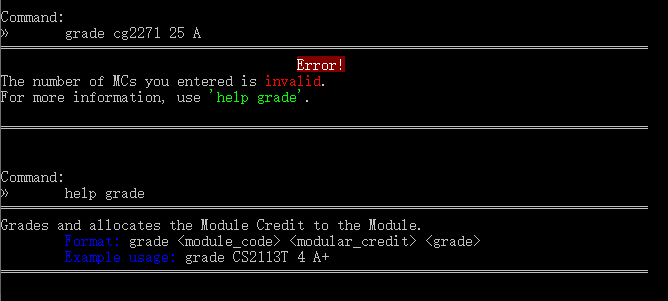 Command:
» grade cg2271 25 A
Error!
The number of MCs you entered is invalid.
For more information, use 'help grade'.
Command:
» help grade
Grades and allocates the Module Credit to the Module.
Format: grade <module_code> <modular_credit> <grade>
Example usage: grade CS2113T 4 A+